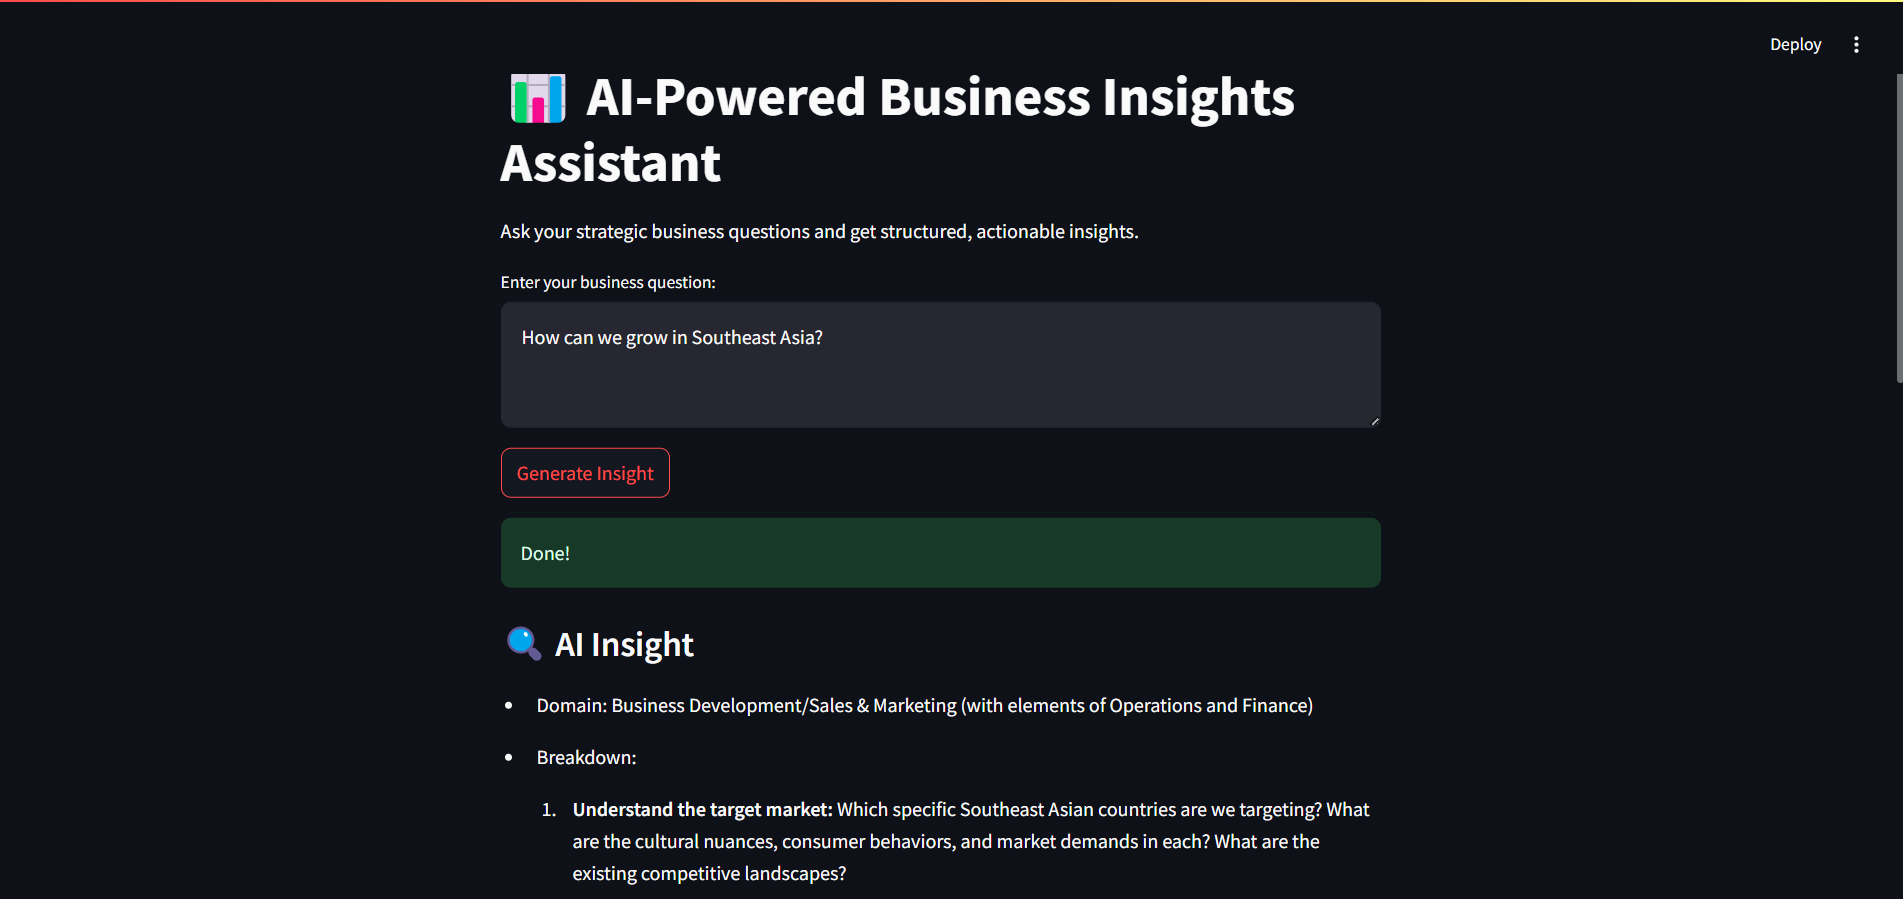 Deploy
AI-Powered Business Insights
Assistant
Ask your strategic business questions and get structured, actionable insights.
Enter your business question:
How can we grow in Southeast Asia?
Generate Insight
Done!
AI Insight
• Domain: Business Development/Sales & Marketing (with elements of Operations and Finance)
• Breakdown:
1. Understand the target market: Which specific Southeast Asian countries are we targeting? What
are the cultural nuances, consumer behaviors, and market demands in each? What are the
existing competitive landscapes?